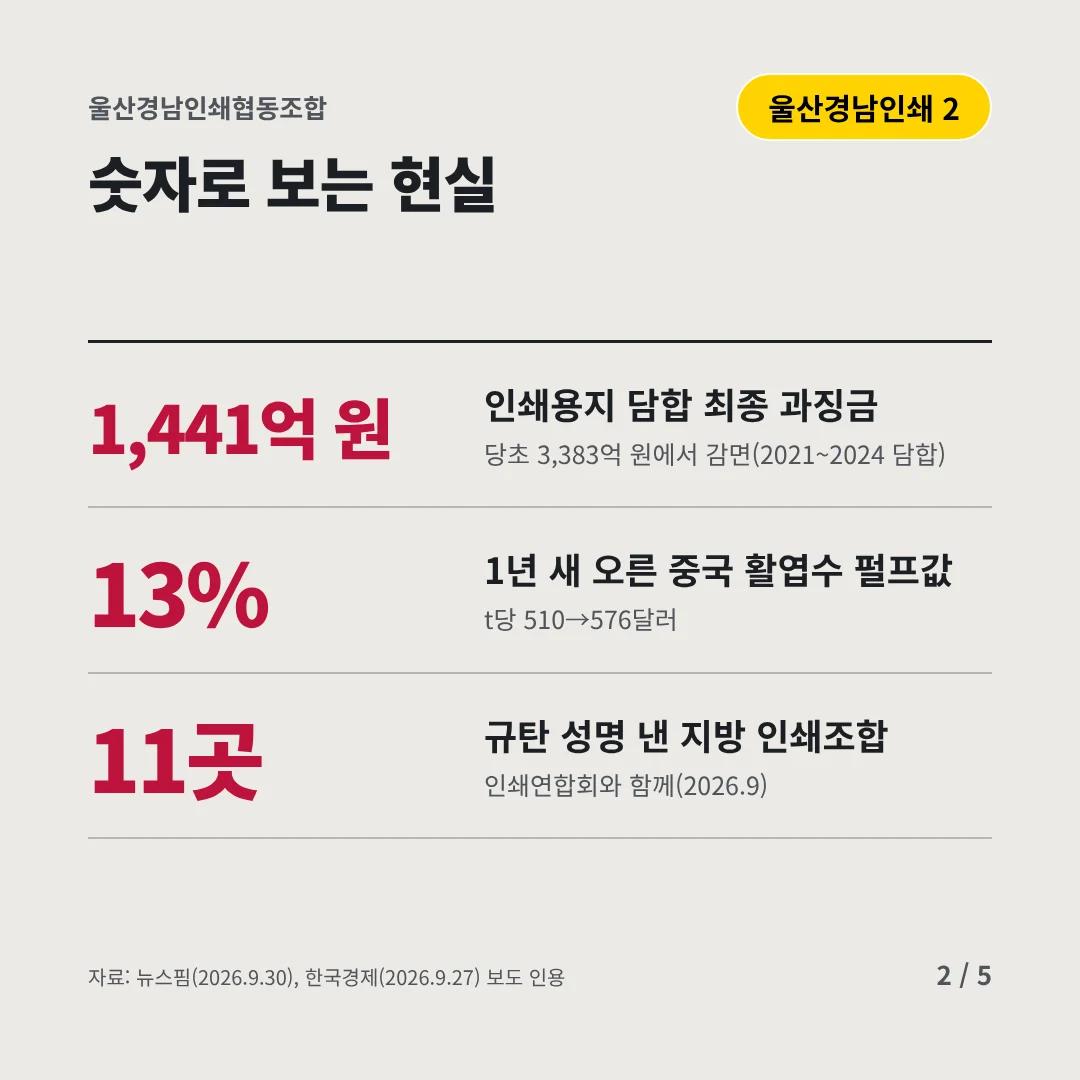 울산경남인쇄협동조합
울산경남인쇄 2
숫자로 보는 현실
1,441억 원
인쇄용지 담합 최종 과징금
당초 3,383억 원에서 감면(2021~2024 담합)
13%
1년 새 오른 중국 활엽수 펄프값
t당 510→576달러
11곳
규탄 성명 낸 지방 인쇄조합
인쇄연합회와 함께(2026.9)
자료: 뉴스핌(2026.9.30), 한국경제(2026.9.27) 보도 인용
2 / 5